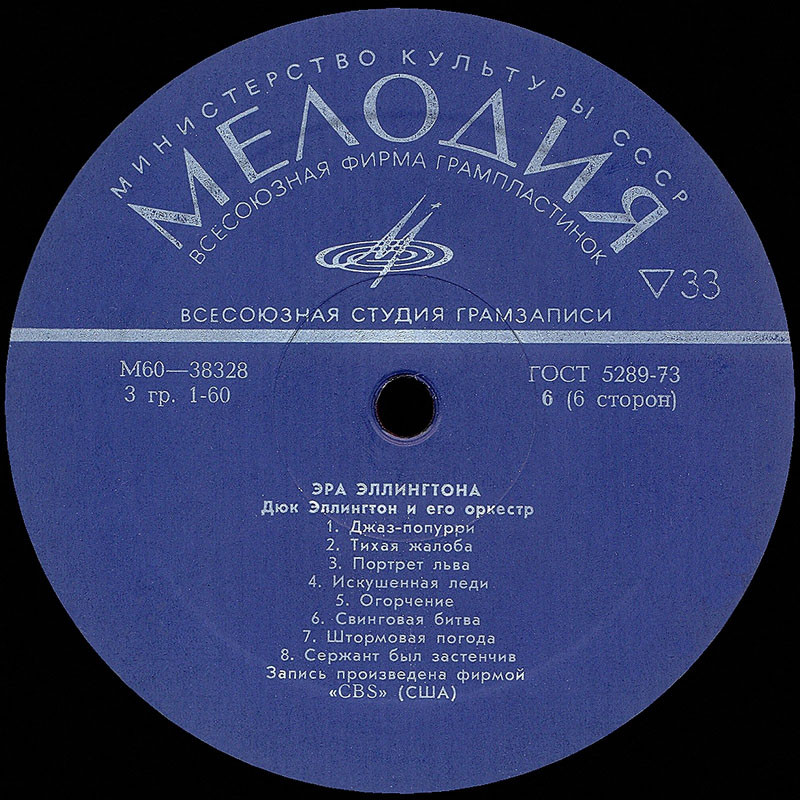 МИНИСТЕРСТВО КУЛЬТУРЫ СССР
МЕЛОДИЯ
ВСЕСОЮЗНАЯ ФИРМА ГРАМПЛАСТИНОК
▽33
ВСЕСОЮЗНАЯ СТУДИЯ ГРАМЗАПИСИ
М60—38328
3 гр. 1-60
ГОСТ 5289-73
6 (6 сторон)
ЭРА ЭЛЛИНГТОНА
Дюк Эллингтон и его оркестр
1. Джаз-попурри
2. Тихая жалоба
3. Портрет льва
4. Искушенная леди
5. Огорчение
6. Свинговая битва
7. Штормовая погода
8. Сержант был застенчив
Запись произведена фирмой
«CBS» (США)